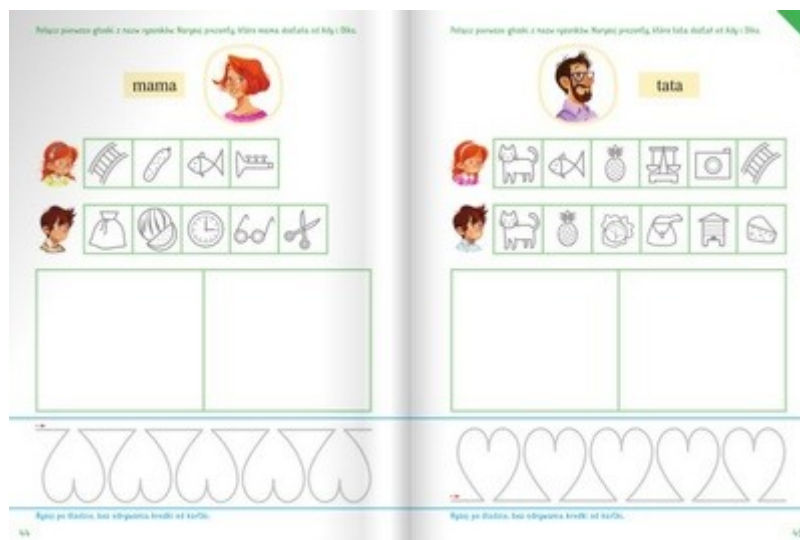 Połącz pierwsze głoski z nazw rysunków. Narysuj prezenty, które mama dostała od Ady i Olka.
mama
Rysuj po śladzie, bez odrywania kredki od kartki.
44
Połącz pierwsze głoski z nazw rysunków. Narysuj prezenty, które tata dostał od Ady i Olka.
tata
Rysuj po śladzie, bez odrywania kredki od kartki.